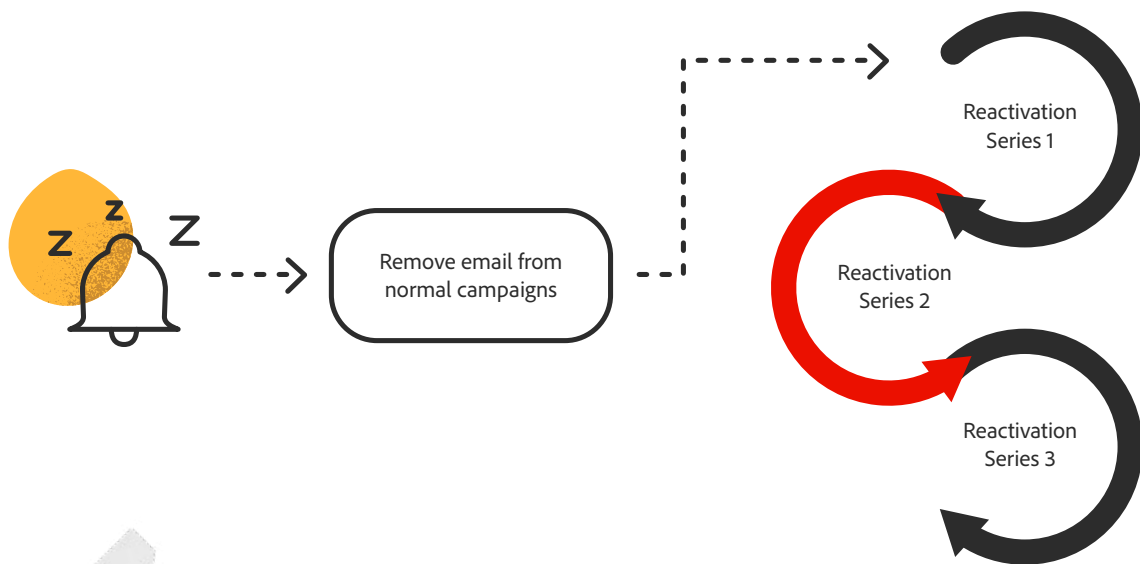 z
Z
Z
Remove email from
normal campaigns
Reactivation
Series 1
Reactivation
Series 2
Reactivation
Series 3